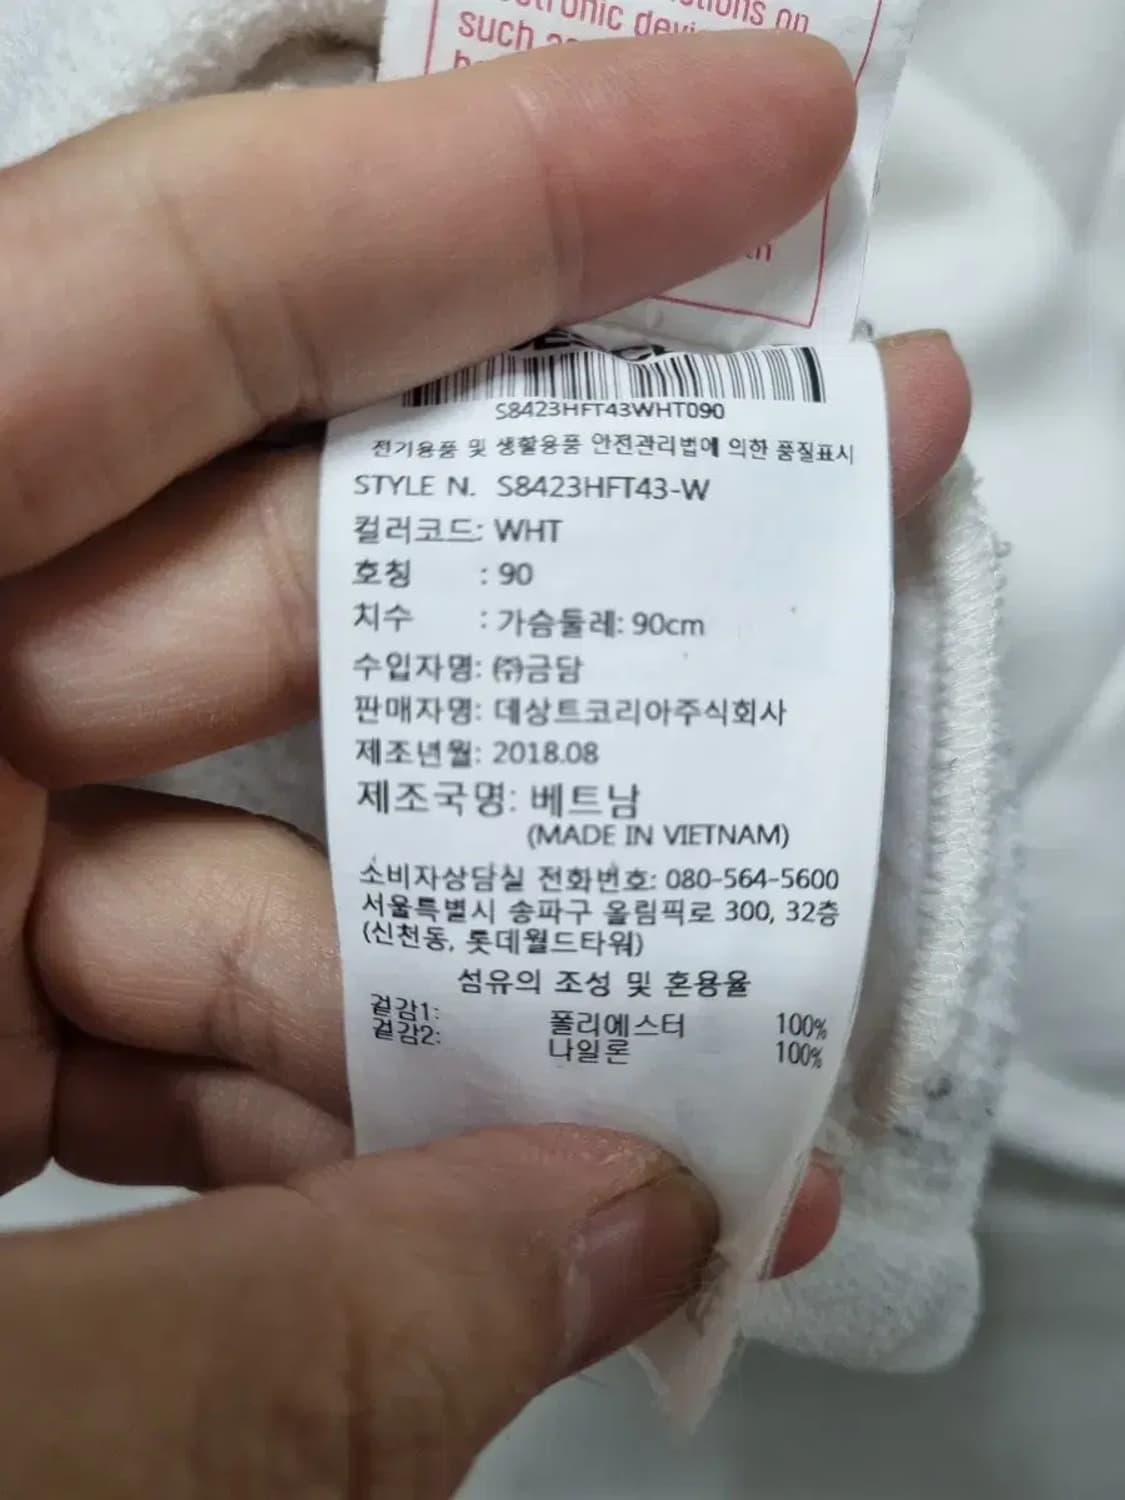 on
such
S8423HFT43WHT090
전기용품 및 생활용품 안전관리법에 의한 품질표시
STYLE N. S8423HFT43-W
컬러코드: WHT
호칭 : 90
치수 : 가슴둘레: 90cm
수입자명: ㈜금담
판매자명: 데상트코리아주식회사
제조년월: 2018.08
제조국명: 베트남
(MADE IN VIETNAM)
소비자상담실 전화번호: 080-564-5600
서울특별시 송파구 올림픽로 300, 32층
(신천동, 롯데월드타워)
섬유의 조성 및 혼용율
겉감1: 폴리에스터 100%
겉감2: 나일론 100%